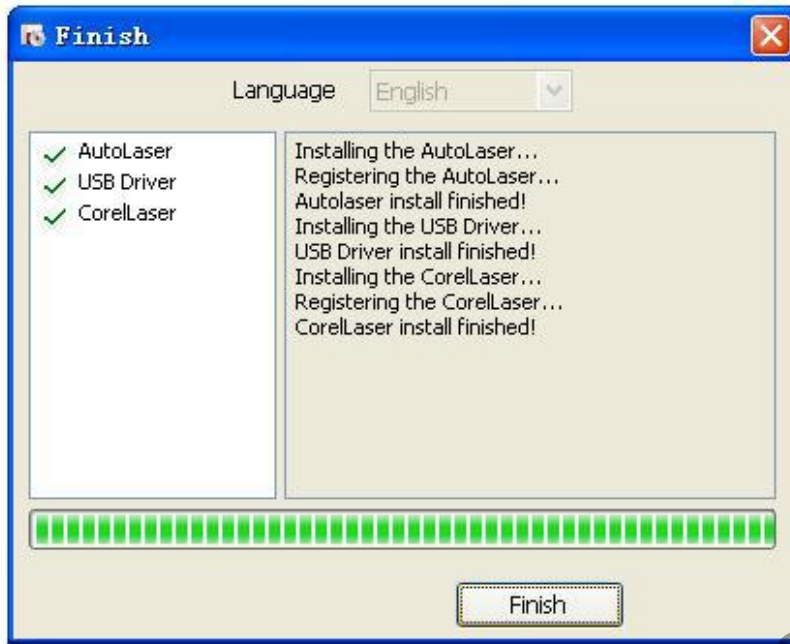 Finish
Language English
AutoLaser
USB Driver
CorelLaser
Installing the AutoLaser...
Registering the AutoLaser...
Autolaser install finished!
Installing the USB Driver...
USB Driver install finished!
Installing the CorelLaser...
Registering the CorelLaser...
CorelLaser install finished!
Finish